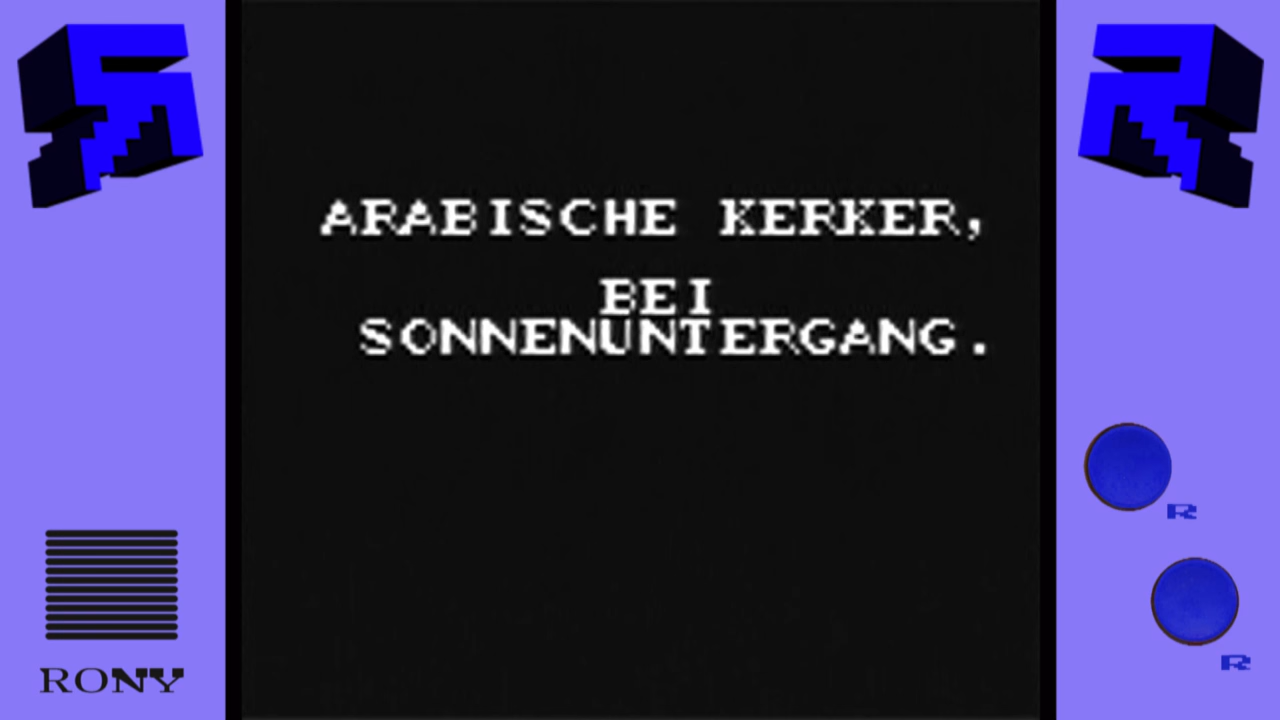 ARABISCHE KERKER,
BEI
SONNENUNTERGANG.
R
R
RONY